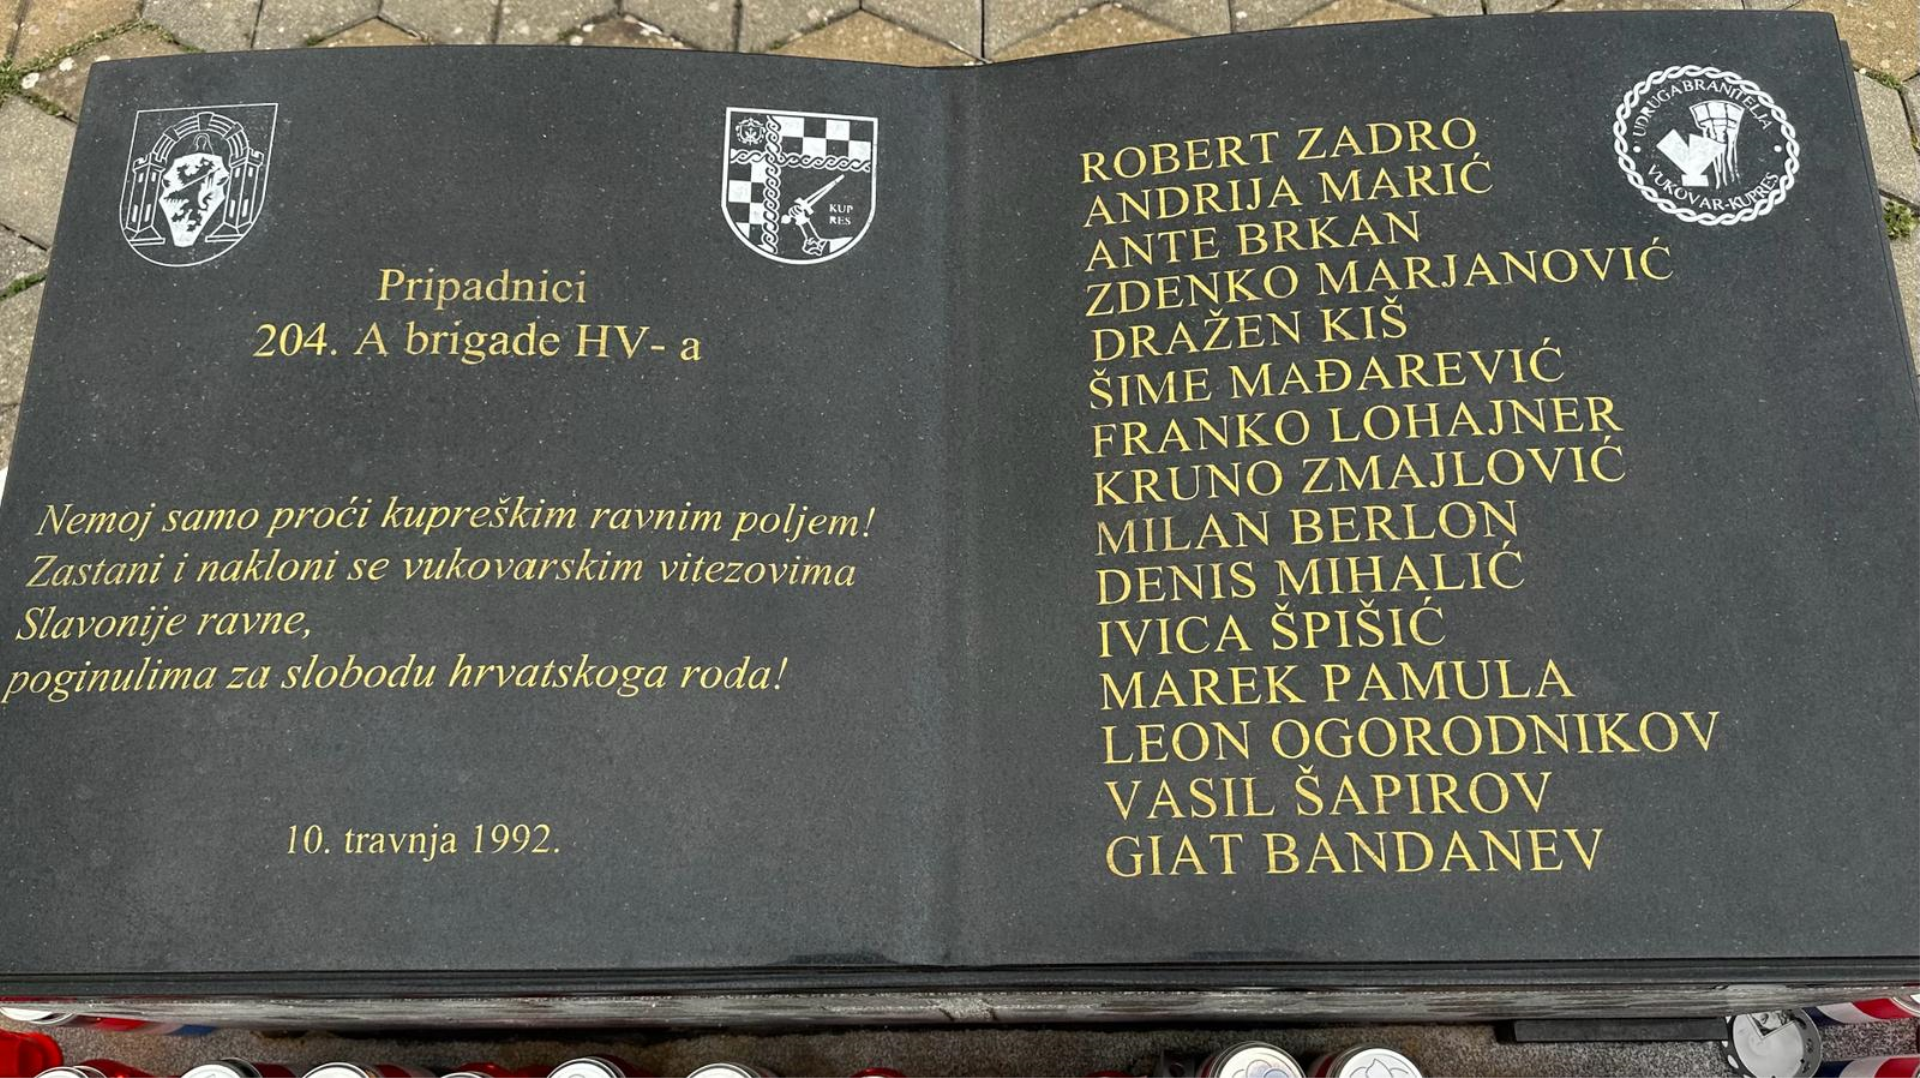 Pripadnici
204. A brigade HV- a
Nemoj samo proći kupreškim ravnim poljem!
Zastani i nakloni se vukovarskim vitezovima
Slavonije ravne,
poginulima za slobodu hrvatskoga roda!
10. travnja 1992.
KUP
RES
UDRUGA BRANITELJA
VUKOVAR-KUPRES
ROBERT ZADRO
ANDRIJA MARIĆ
ANTE BRKAN
ZDENKO MARJANOVIĆ
DRAŽEN KIŠ
ŠIME MAĐAREVIĆ
FRANKO LOHAJNER
KRUNO ZMAJLOVIĆ
MILAN BERLON
DENIS MIHALIĆ
IVICA ŠPIŠIĆ
MAREK PAMULA
LEON OGORODNIKOV
VASIL ŠAPIROV
GIAT BANDANEV